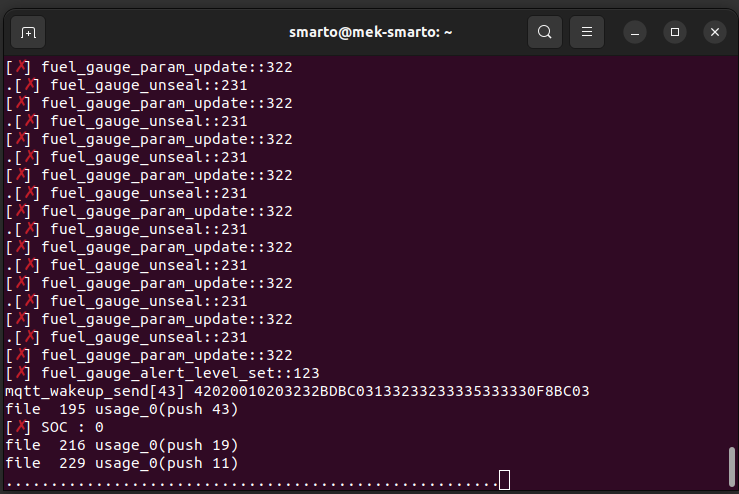 smarto@mek-smarto: ~
[✗] fuel_gauge_param_update::322
.[✗] fuel_gauge_unseal::231
[✗] fuel_gauge_param_update::322
.[✗] fuel_gauge_unseal::231
[✗] fuel_gauge_param_update::322
.[✗] fuel_gauge_unseal::231
[✗] fuel_gauge_param_update::322
.[✗] fuel_gauge_unseal::231
[✗] fuel_gauge_param_update::322
.[✗] fuel_gauge_unseal::231
[✗] fuel_gauge_param_update::322
.[✗] fuel_gauge_unseal::231
[✗] fuel_gauge_param_update::322
.[✗] fuel_gauge_unseal::231
[✗] fuel_gauge_param_update::322
.[✗] fuel_gauge_unseal::231
[✗] fuel_gauge_param_update::322
[✗] fuel_gauge_alert_level_set::123
mqtt_wakeup_send[43] 42020010203232BDBC03133233233335333330F8BC03
file  195 usage_0(push 43)
[✗] SOC : 0
file  216 usage_0(push 19)
file  229 usage_0(push 11)
.......................................................